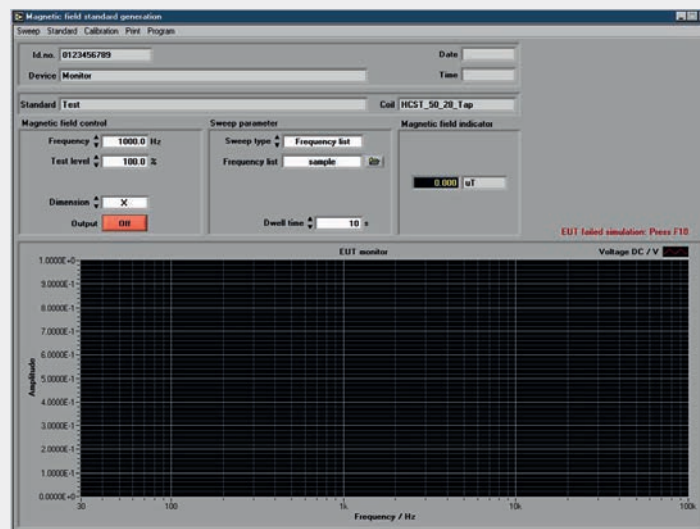 Magnetic field standard generation
Sweep Standard Calibration Print Program
Id.no. 0123456789
Date
Device Monitor
Time
Standard Test
Coil HCST_50_20_Tap
Magnetic field control
Sweep parameter
Magnetic field indicator
Frequency 1000.0 Hz
Sweep type Frequency list
Test level 100.0 %
Frequency list sample
0.000 uT
Dimension X
Output Off
Dwell time 10 s
EUT failed simulation: Press F10
EUT monitor
Voltage DC / V
1.0000E+0
9.0000E-1
8.0000E-1
7.0000E-1
6.0000E-1
5.0000E-1
4.0000E-1
3.0000E-1
2.0000E-1
1.0000E-1
0.0000E+0
Amplitude
30 100 1k 10k 100k
Frequency / Hz